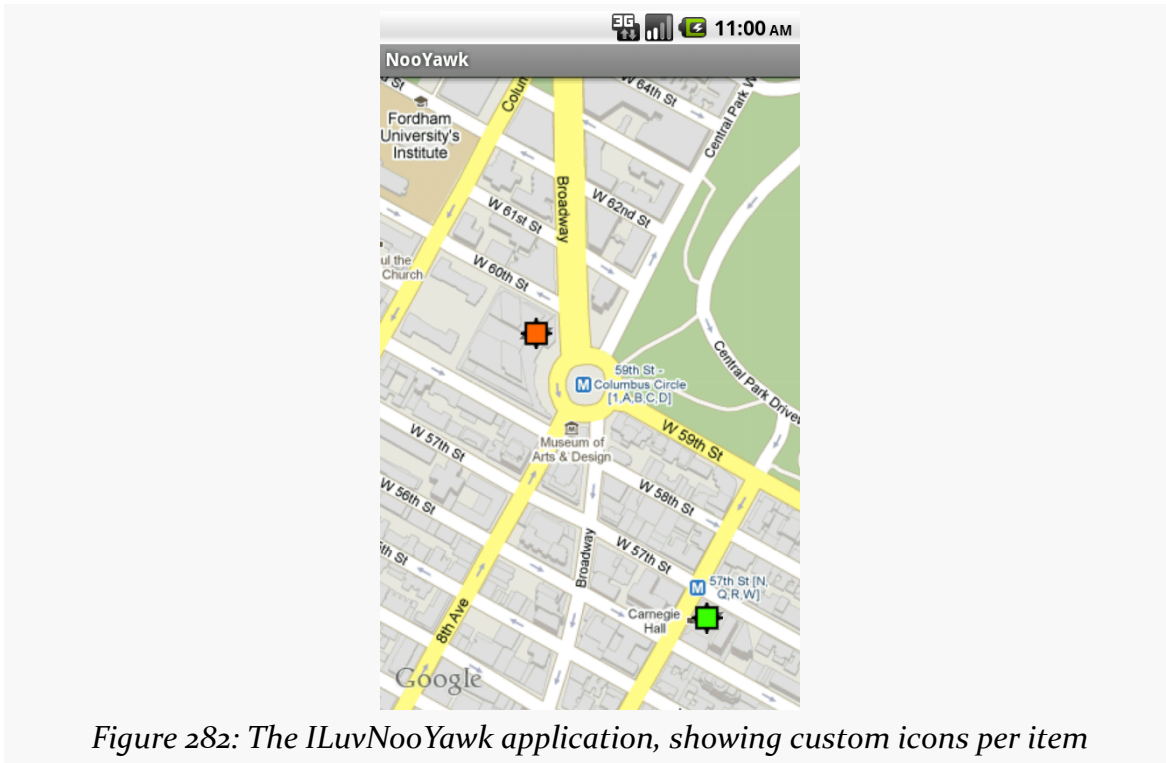 3G 11:00 AM
NooYawk
W 64th St
Central Park W
Fordham
University's
Institute
Broadway
W 62nd St
W 61st St
ul the
Church
W 60th St
59th St -
Columbus Circle
[1,A,B,C,D]
M
Central Park Drivew
Museum of
Arts & Design
W 59th St
W 57th St
W 58th St
W 56th St
W 57th St
Broadway
57th St [N,
Q,R,W]
M
Carnegie
Hall
8th Ave
Google
Figure 282: The ILuvNooYawk application, showing custom icons per item